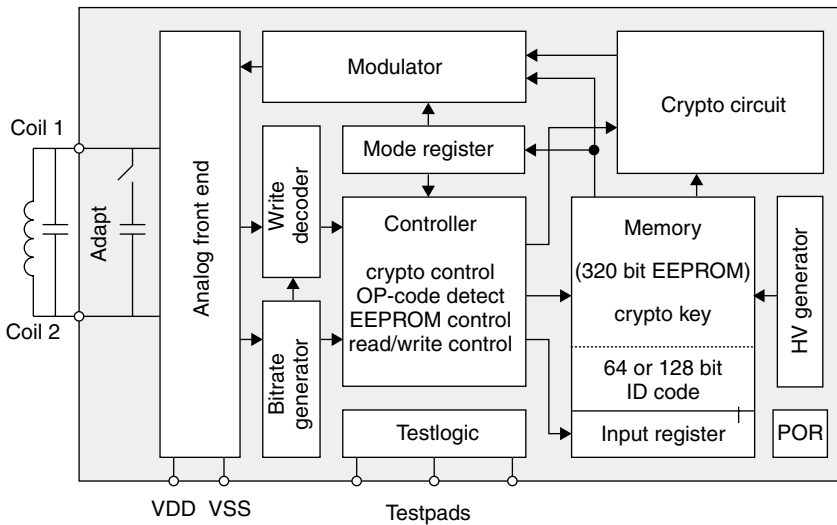 Modulator
Crypto circuit
Coil 1
Mode register
Adapt
Analog front end
Write
decoder
Controller
crypto control
OP-code detect
EEPROM control
read/write control
Memory
(320 bit EEPROM)
crypto key
64 or 128 bit
ID code
Input register
HV generator
Coil 2
Bitrate
generator
Testlogic
POR
VDD
VSS
Testpads